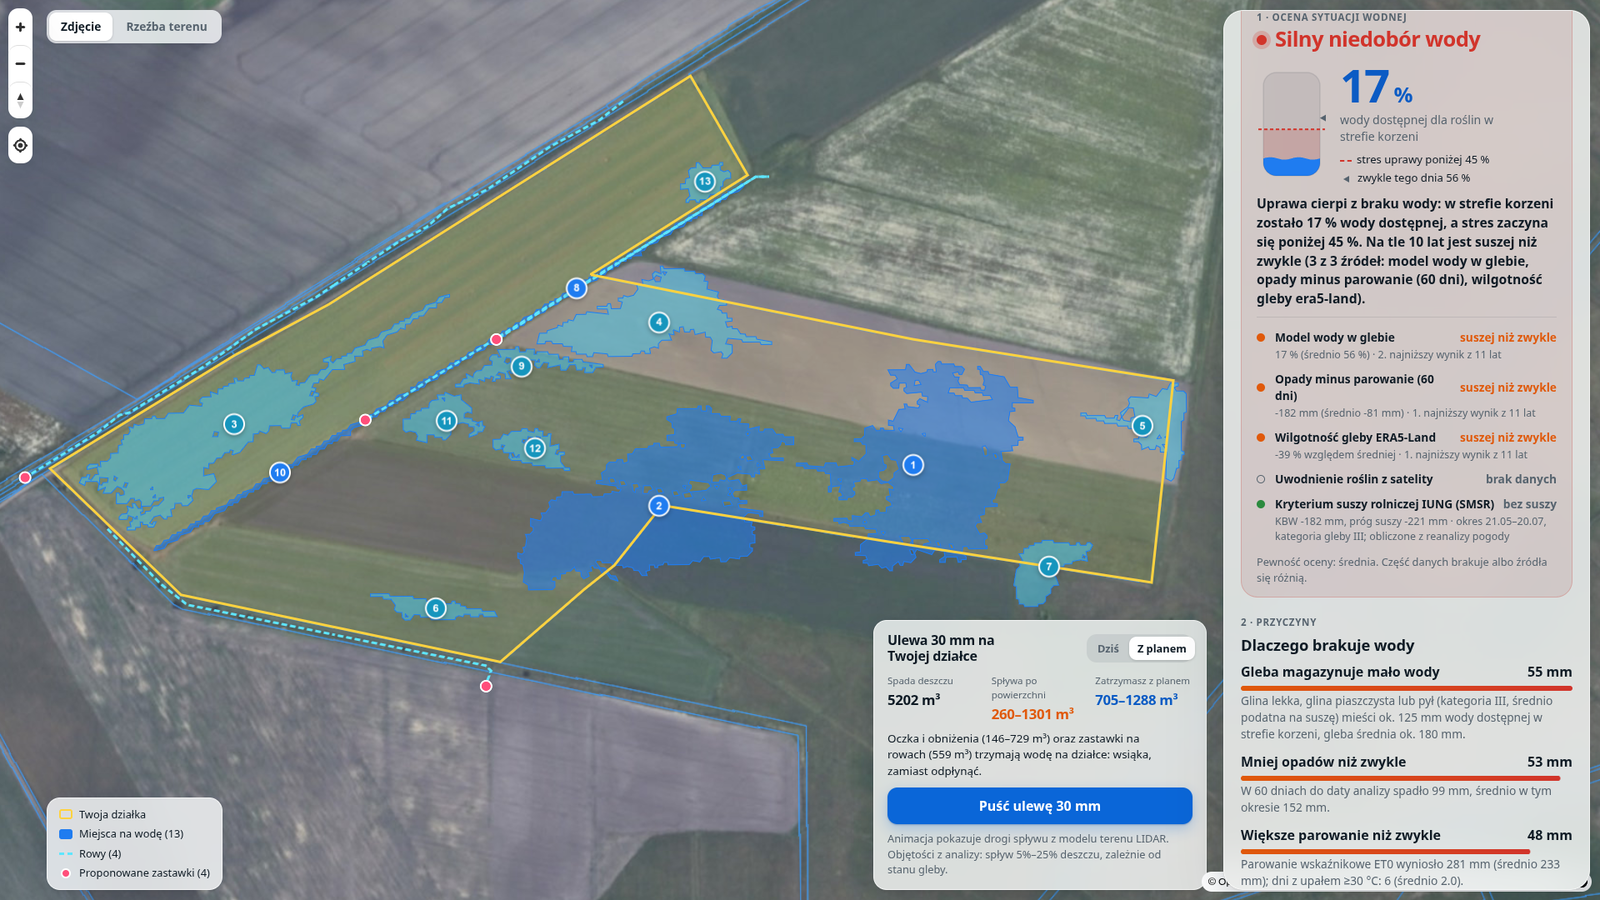 Zdjęcie
Rzeźba terenu
13
8
4
9
3
11
12
5
1
10
2
7
6
Twoja działka
Miejsca na wodę (13)
Rowy (4)
Proponowane zastawki (4)
Ulewa 30 mm na
Twojej działce
Dziś
Z planem
Spada deszczu
5202 m³
Spływa po
powierzchni
260–1301 m³
Zatrzymasz z planem
705–1288 m³
Oczka i obniżenia (146–729 m³) oraz zastawki na
rowach (559 m³) trzymają wodę na działce: wsiąka,
zamiast odpłynąć.
Puść ulewę 30 mm
Animacja pokazuje drogi spływu z modelu terenu LIDAR.
Objętości z analizy: spływ 5%–25% deszczu, zależnie od
stanu gleby.
1 · OCENA SYTUACJI WODNEJ
Silny niedobór wody
17 %
wody dostępnej dla roślin w
strefie korzeni
stres uprawy poniżej 45 %
zwykle tego dnia 56 %
Uprawa cierpi z braku wody: w strefie korzeni
zostało 17 % wody dostępnej, a stres zaczyna
się poniżej 45 %. Na tle 10 lat jest suszej niż
zwykle (3 z 3 źródeł: model wody w glebie,
opady minus parowanie (60 dni), wilgotność
gleby era5-land).
Model wody w glebie
suszej niż zwykle
17 % (średnio 56 %) · 2. najniższy wynik z 11 lat
Opady minus parowanie (60
dni)
suszej niż zwykle
-182 mm (średnio -81 mm) · 1. najniższy wynik z 11 lat
Wilgotność gleby ERA5-Land
suszej niż zwykle
-39 % względem średniej · 1. najniższy wynik z 11 lat
Uwodnienie roślin z satelity
brak danych
Kryterium suszy rolniczej IUNG (SMSR)
bez suszy
KBW -182 mm, próg suszy -221 mm · okres 21.05–20.07,
kategoria gleby III; obliczone z reanalizy pogody
Pewność oceny: średnia. Część danych brakuje albo źródła
się różnią.
2 · PRZYCZYNY
Dlaczego brakuje wody
Gleba magazynuje mało wody
55 mm
Glina lekka, glina piaszczysta lub pył (kategoria III, średnio
podatna na suszę) mieści ok. 125 mm wody dostępnej w
strefie korzeni, gleba średnia ok. 180 mm.
Mniej opadów niż zwykle
53 mm
W 60 dniach do daty analizy spadło 99 mm, średnio w tym
okresie 152 mm.
Większe parowanie niż zwykle
48 mm
Parowanie wskaźnikowe ET0 wyniosło 281 mm (średnio 233
mm); dni z upałem ≥30 °C: 6 (średnio 2.0).